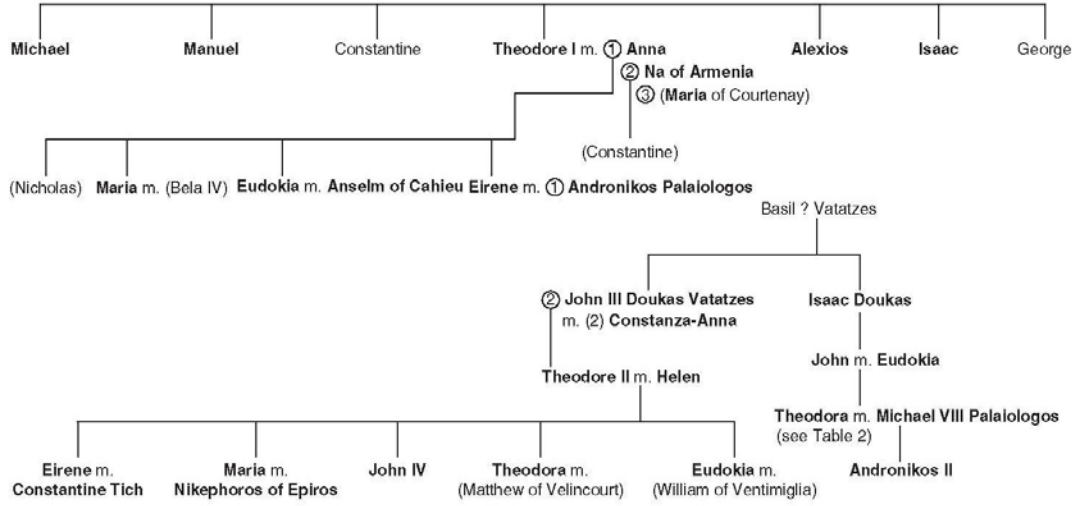 Michael Manuel Constantine Theodore I m. ① Anna Alexios Isaac George
② Na of Armenia
③ (Maria of Courtenay)
(Constantine)
(Nicholas) Maria m. (Bela IV) Eudokia m. Anselm of Cahieu Eirene m. ① Andronikos Palaiologos
Basil ? Vatatzes
② John III Doukas Vatatzes Isaac Doukas
m. (2) Constanza-Anna
John m. Eudokia
Theodore II m. Helen
Theodora m. Michael VIII Palaiologos
(see Table 2)
Eirene m. Maria m. John IV Theodora m. Eudokia m. Andronikos II
Constantine Tich Nikephoros of Epiros (Matthew of Velincourt) (William of Ventimiglia)